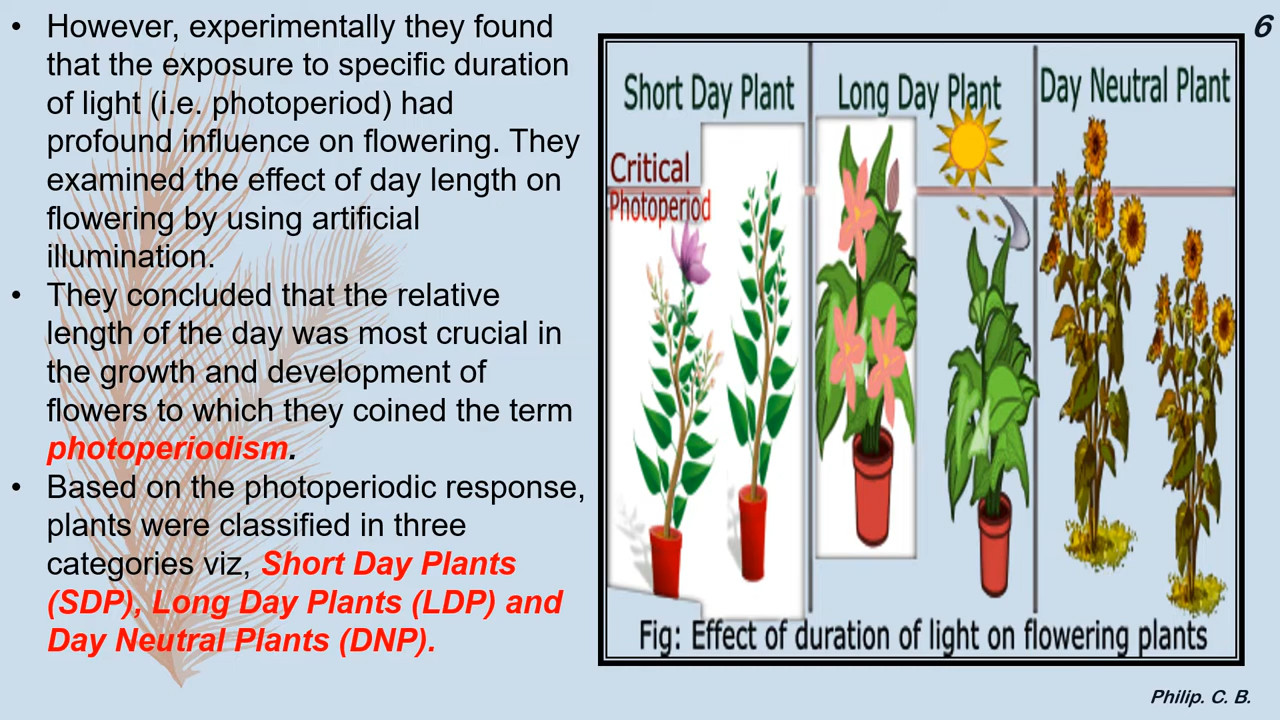 • However, experimentally they found
that the exposure to specific duration
of light (i.e. photoperiod) had
profound influence on flowering. They
examined the effect of day length on
flowering by using artificial
illumination.
• They concluded that the relative
length of the day was most crucial in
the growth and development of
flowers to which they coined the term
photoperiodism.
• Based on the photoperiodic response,
plants were classified in three
categories viz, Short Day Plants
(SDP), Long Day Plants (LDP) and
Day Neutral Plants (DNP).
6
Short Day Plant
Long Day Plant
Day Neutral Plant
Critical
Photoperiod
Fig: Effect of duration of light on flowering plants
Philip. C. B.